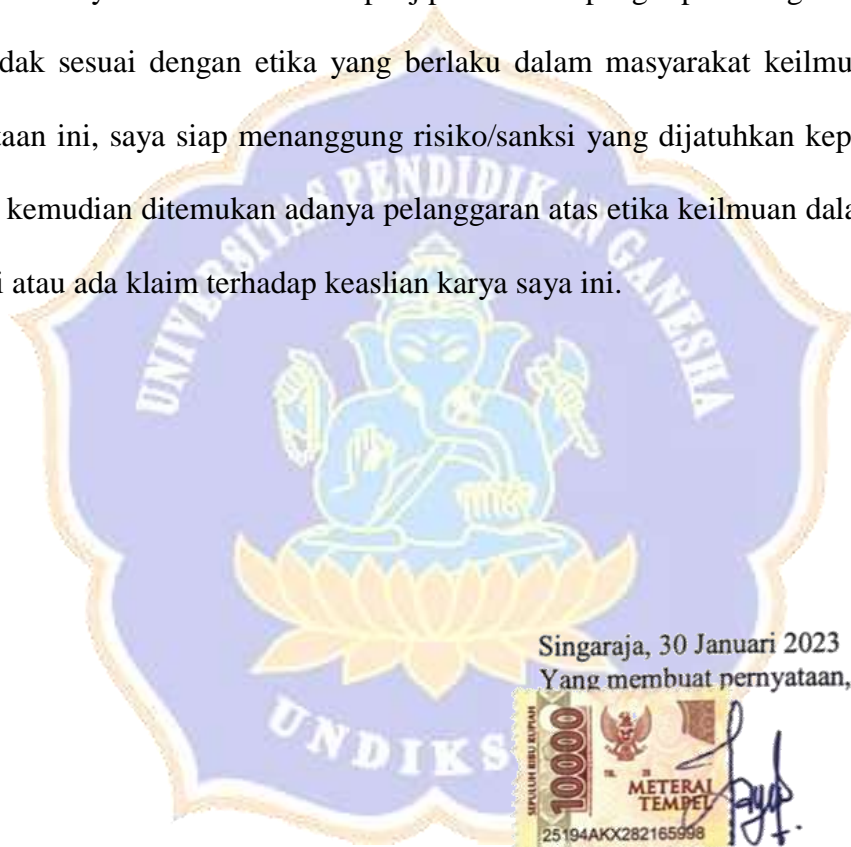 dak sesuai dengan etika yang berlaku dalam masyarakat keilmu
taan ini, saya siap menanggung risiko/sanksi yang dijatuhkan kep
kemudian ditemukan adanya pelanggaran atas etika keilmuan dala
i atau ada klaim terhadap keaslian karya saya ini.
UNIVERSITAS PENDIDIKAN GANESHA
UNDIKS
Singaraja, 30 Januari 2023
Yang membuat pernyataan,
SEPULUH RIBU RUPIAH
10000
METERAI
TEMPEL
25194AKX282165998